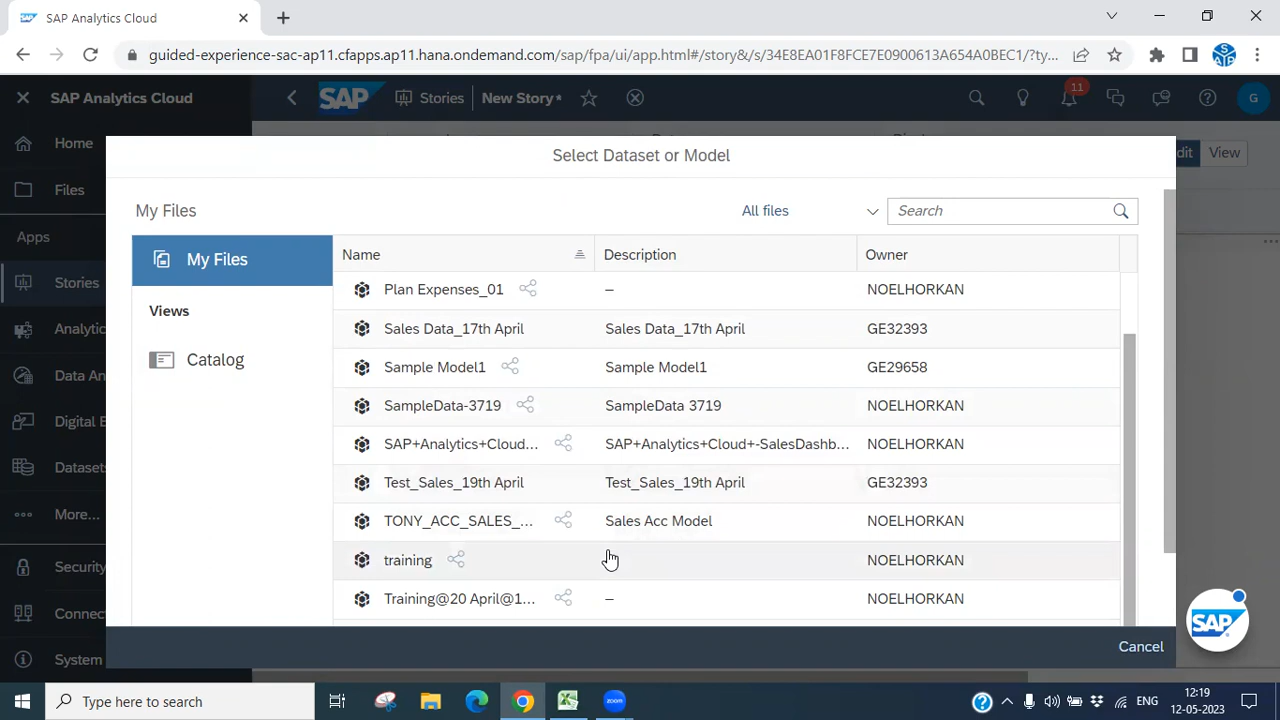 SAP Analytics Cloud
guided-experience-sac-ap11.cfapps.ap11.hana.ondemand.com/sap/fpa/ui/app.html#/story&/s/34E8EA01F8FCE7E0900613A654A0BEC1/?ty...
SAP
SAP Analytics Cloud
SAP
Stories
New Story*
11
G
Home
Files
Apps
Stories
Analytic
Data An
Digital E
Datasets
More...
Security
Connec
System
dit
View
Select Dataset or Model
My Files
All files
Search
My Files
Views
Catalog
Name
Description
Owner
Plan Expenses_01 – NOELHORKAN
Sales Data_17th April Sales Data_17th April GE32393
Sample Model1 Sample Model1 GE29658
SampleData-3719 SampleData 3719 NOELHORKAN
SAP+Analytics+Cloud... SAP+Analytics+Cloud+-SalesDashb... NOELHORKAN
Test_Sales_19th April Test_Sales_19th April GE32393
TONY_ACC_SALES_... Sales Acc Model NOELHORKAN
training NOELHORKAN
Training@20 April@1... – NOELHORKAN
Cancel
SAP
Type here to search
zoom
ENG
12:19
12-05-2023